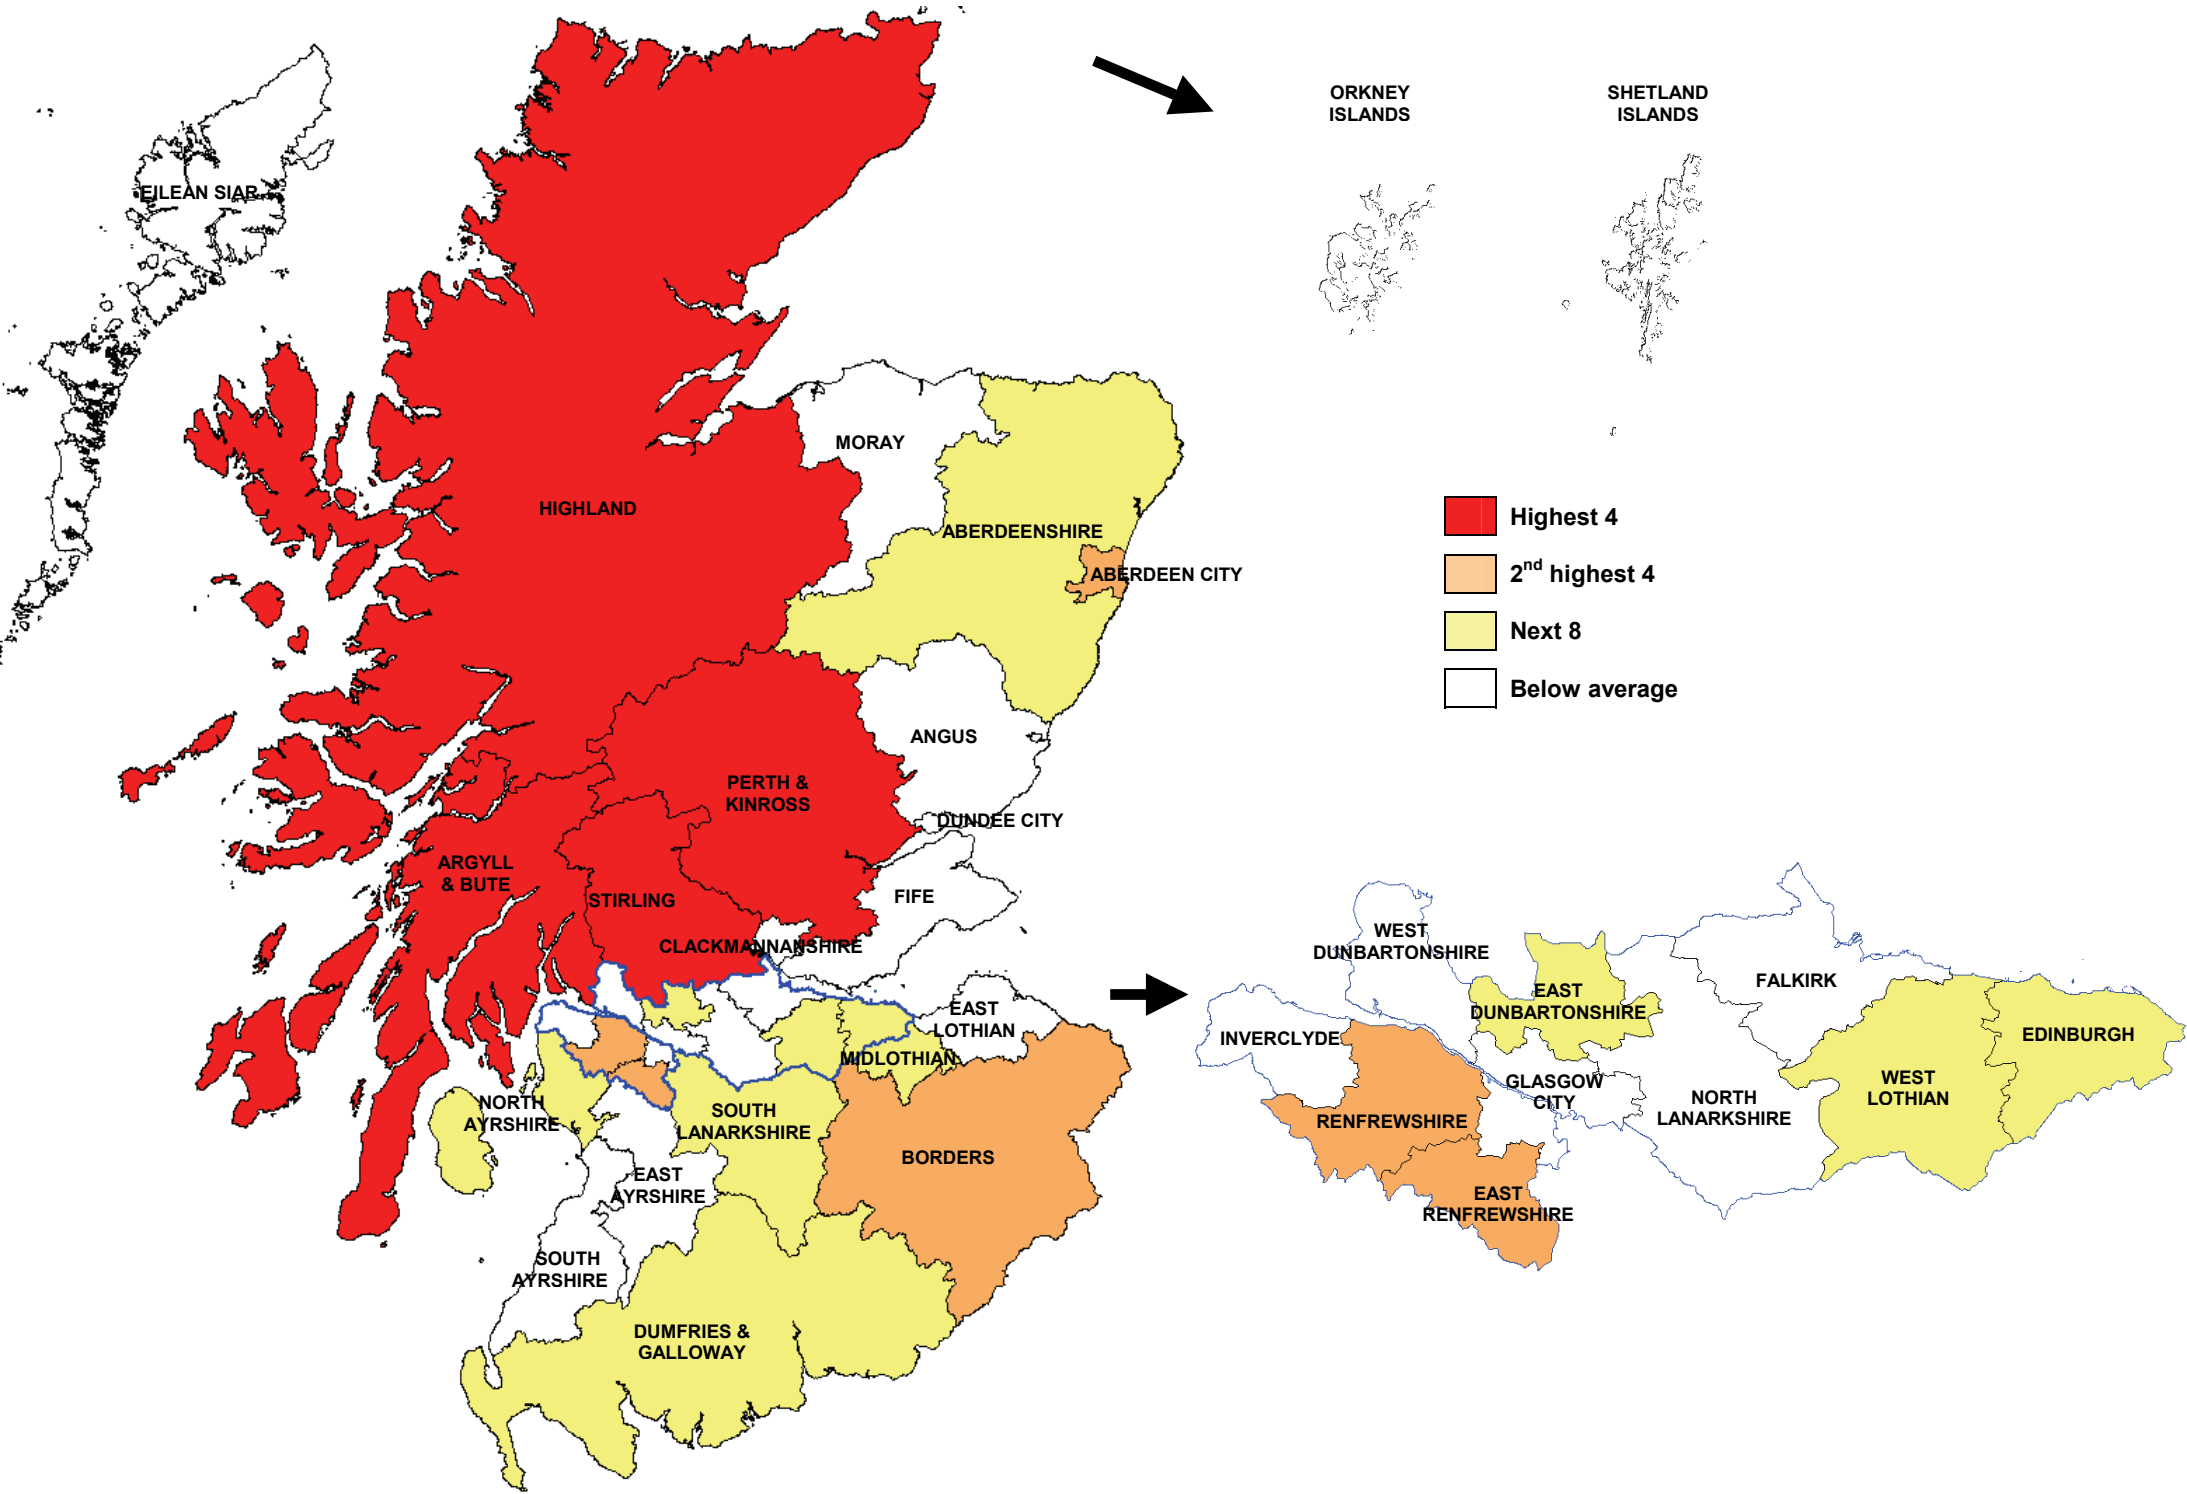 ORKNEY
ISLANDS
SHETLAND
ISLANDS
EILEAN SIAR
MORAY
HIGHLAND
ABERDEENSHIRE
ABERDEEN CITY
Highest 4
2nd highest 4
Next 8
Below average
ANGUS
PERTH &
KINROSS
DUNDEE CITY
ARGYLL
& BUTE
STIRLING
FIFE
CLACKMANNANSHIRE
EAST
LOTHIAN
MIDLOTHIAN
NORTH
AYRSHIRE
SOUTH
LANARKSHIRE
BORDERS
EAST
AYRSHIRE
SOUTH
AYRSHIRE
DUMFRIES &
GALLOWAY
WEST
DUNBARTONSHIRE
FALKIRK
EAST
DUNBARTONSHIRE
INVERCLYDE
EDINBURGH
GLASGOW
CITY
WEST
LOTHIAN
NORTH
LANARKSHIRE
RENFREWSHIRE
EAST
RENFREWSHIRE